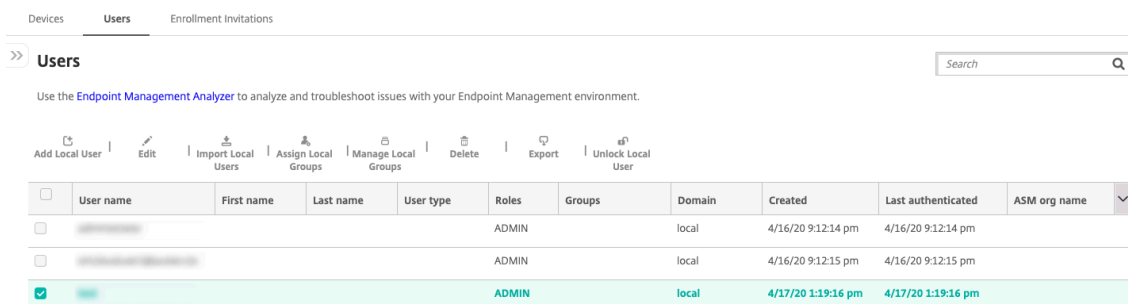 Devices Users Enrollment Invitations
Users
Search
Use the Endpoint Management Analyzer to analyze and troubleshoot issues with your Endpoint Management environment.
Add Local User | Edit | Import Local Users | Assign Local Groups | Manage Local Groups | Delete | Export | Unlock Local User
User name First name Last name User type Roles Groups Domain Created Last authenticated ASM org name
ADMIN local 4/16/20 9:12:14 pm 4/16/20 9:12:14 pm
ADMIN local 4/16/20 9:12:15 pm 4/16/20 9:12:15 pm
ADMIN local 4/17/20 1:19:16 pm 4/17/20 1:19:16 pm